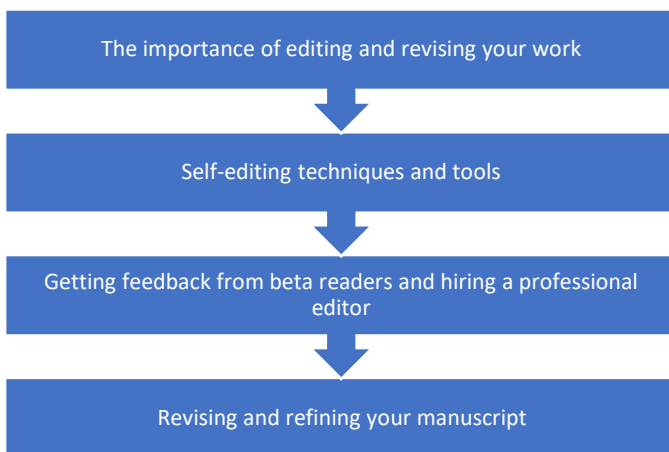 The importance of editing and revising your work
Self-editing techniques and tools
Getting feedback from beta readers and hiring a professional
editor
Revising and refining your manuscript